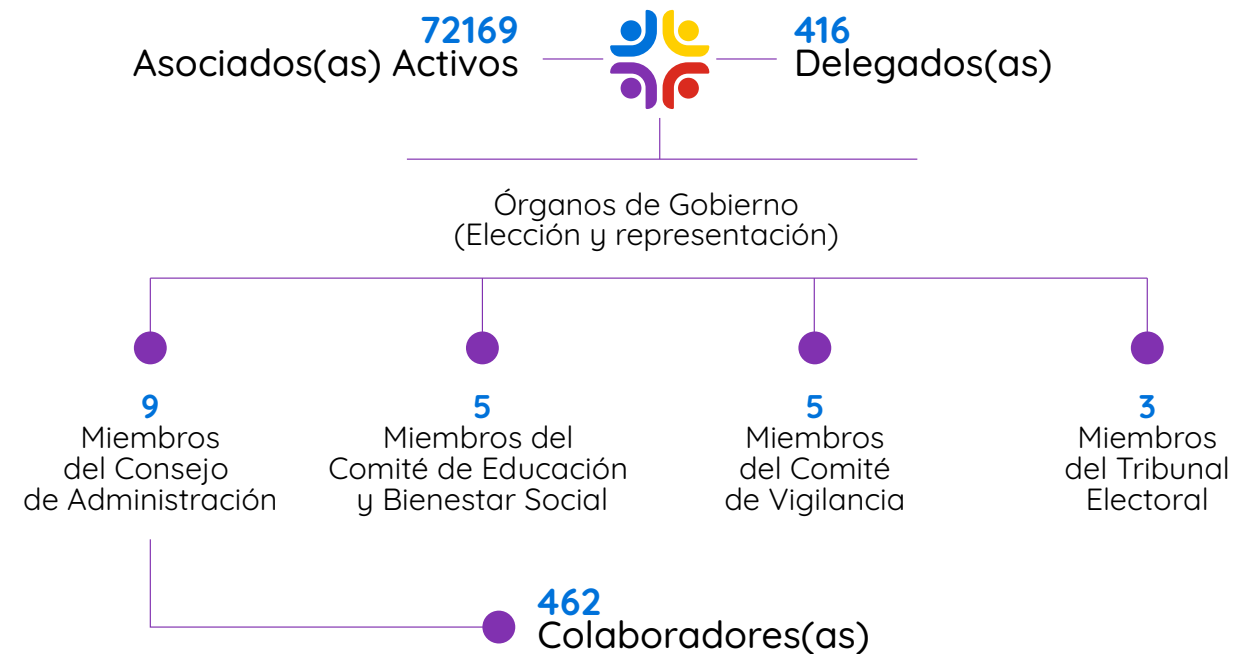 72169
Asociados(as) Activos
416
Delegados(as)
Órganos de Gobierno
(Elección y representación)
9
Miembros
del Consejo
de Administración
5
Miembros del
Comité de Educación
y Bienestar Social
5
Miembros
del Comité
de Vigilancia
3
Miembros
del Tribunal
Electoral
462
Colaboradores(as)